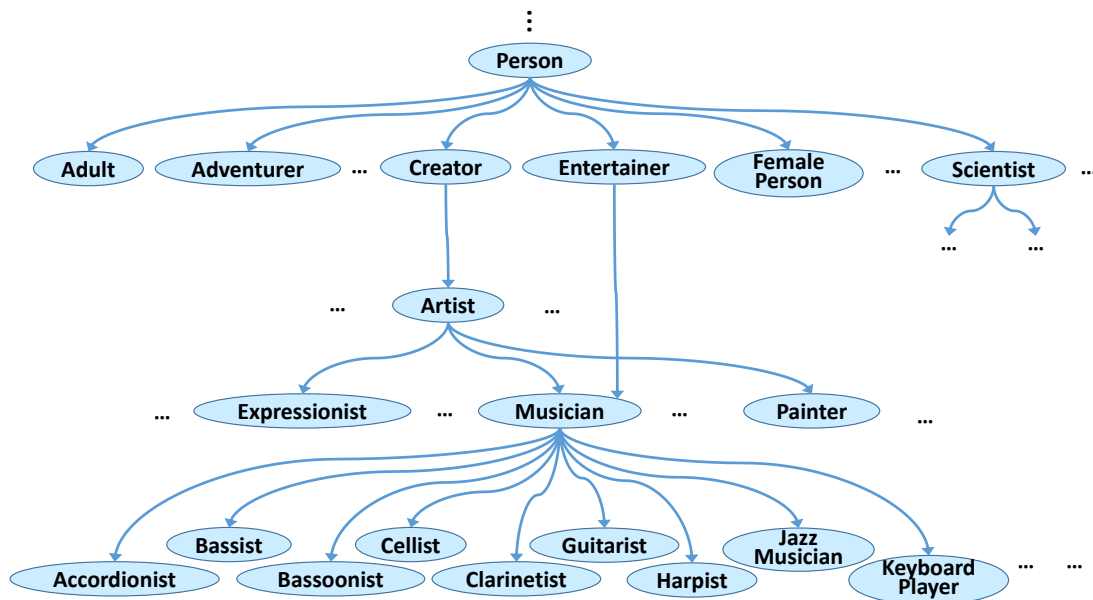 ⋮
Person
Adult
Adventurer
...
Creator
Entertainer
Female
Person
...
Scientist
...
...
...
...
Artist
...
...
Expressionist
...
Musician
...
Painter
...
Bassist
Cellist
Guitarist
Jazz
Musician
Accordionist
Bassoonist
Clarinetist
Harpist
Keyboard
Player
...
...